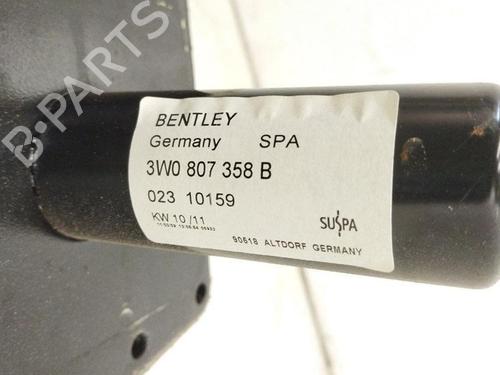 B-PARTS
BENTLEY
Germany SPA
3W0 807 358 B
023 10159
KW 10 /11
SUSPA
90518 ALTDORF GERMANY